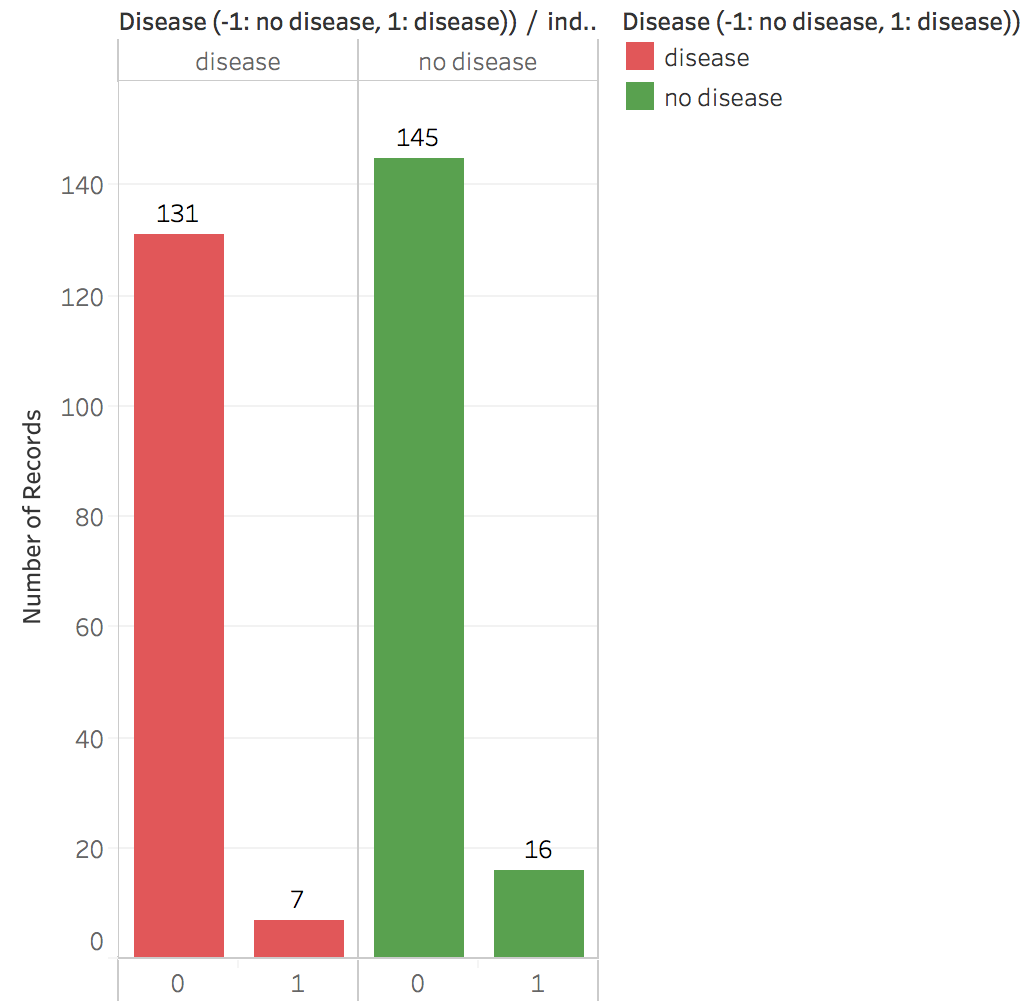 Disease (-1: no disease, 1: disease)) / ind..
disease
no disease
Disease (-1: no disease, 1: disease))
disease
no disease
Number of Records
140
120
100
80
60
40
20
0
131
7
145
16
0
1
0
1